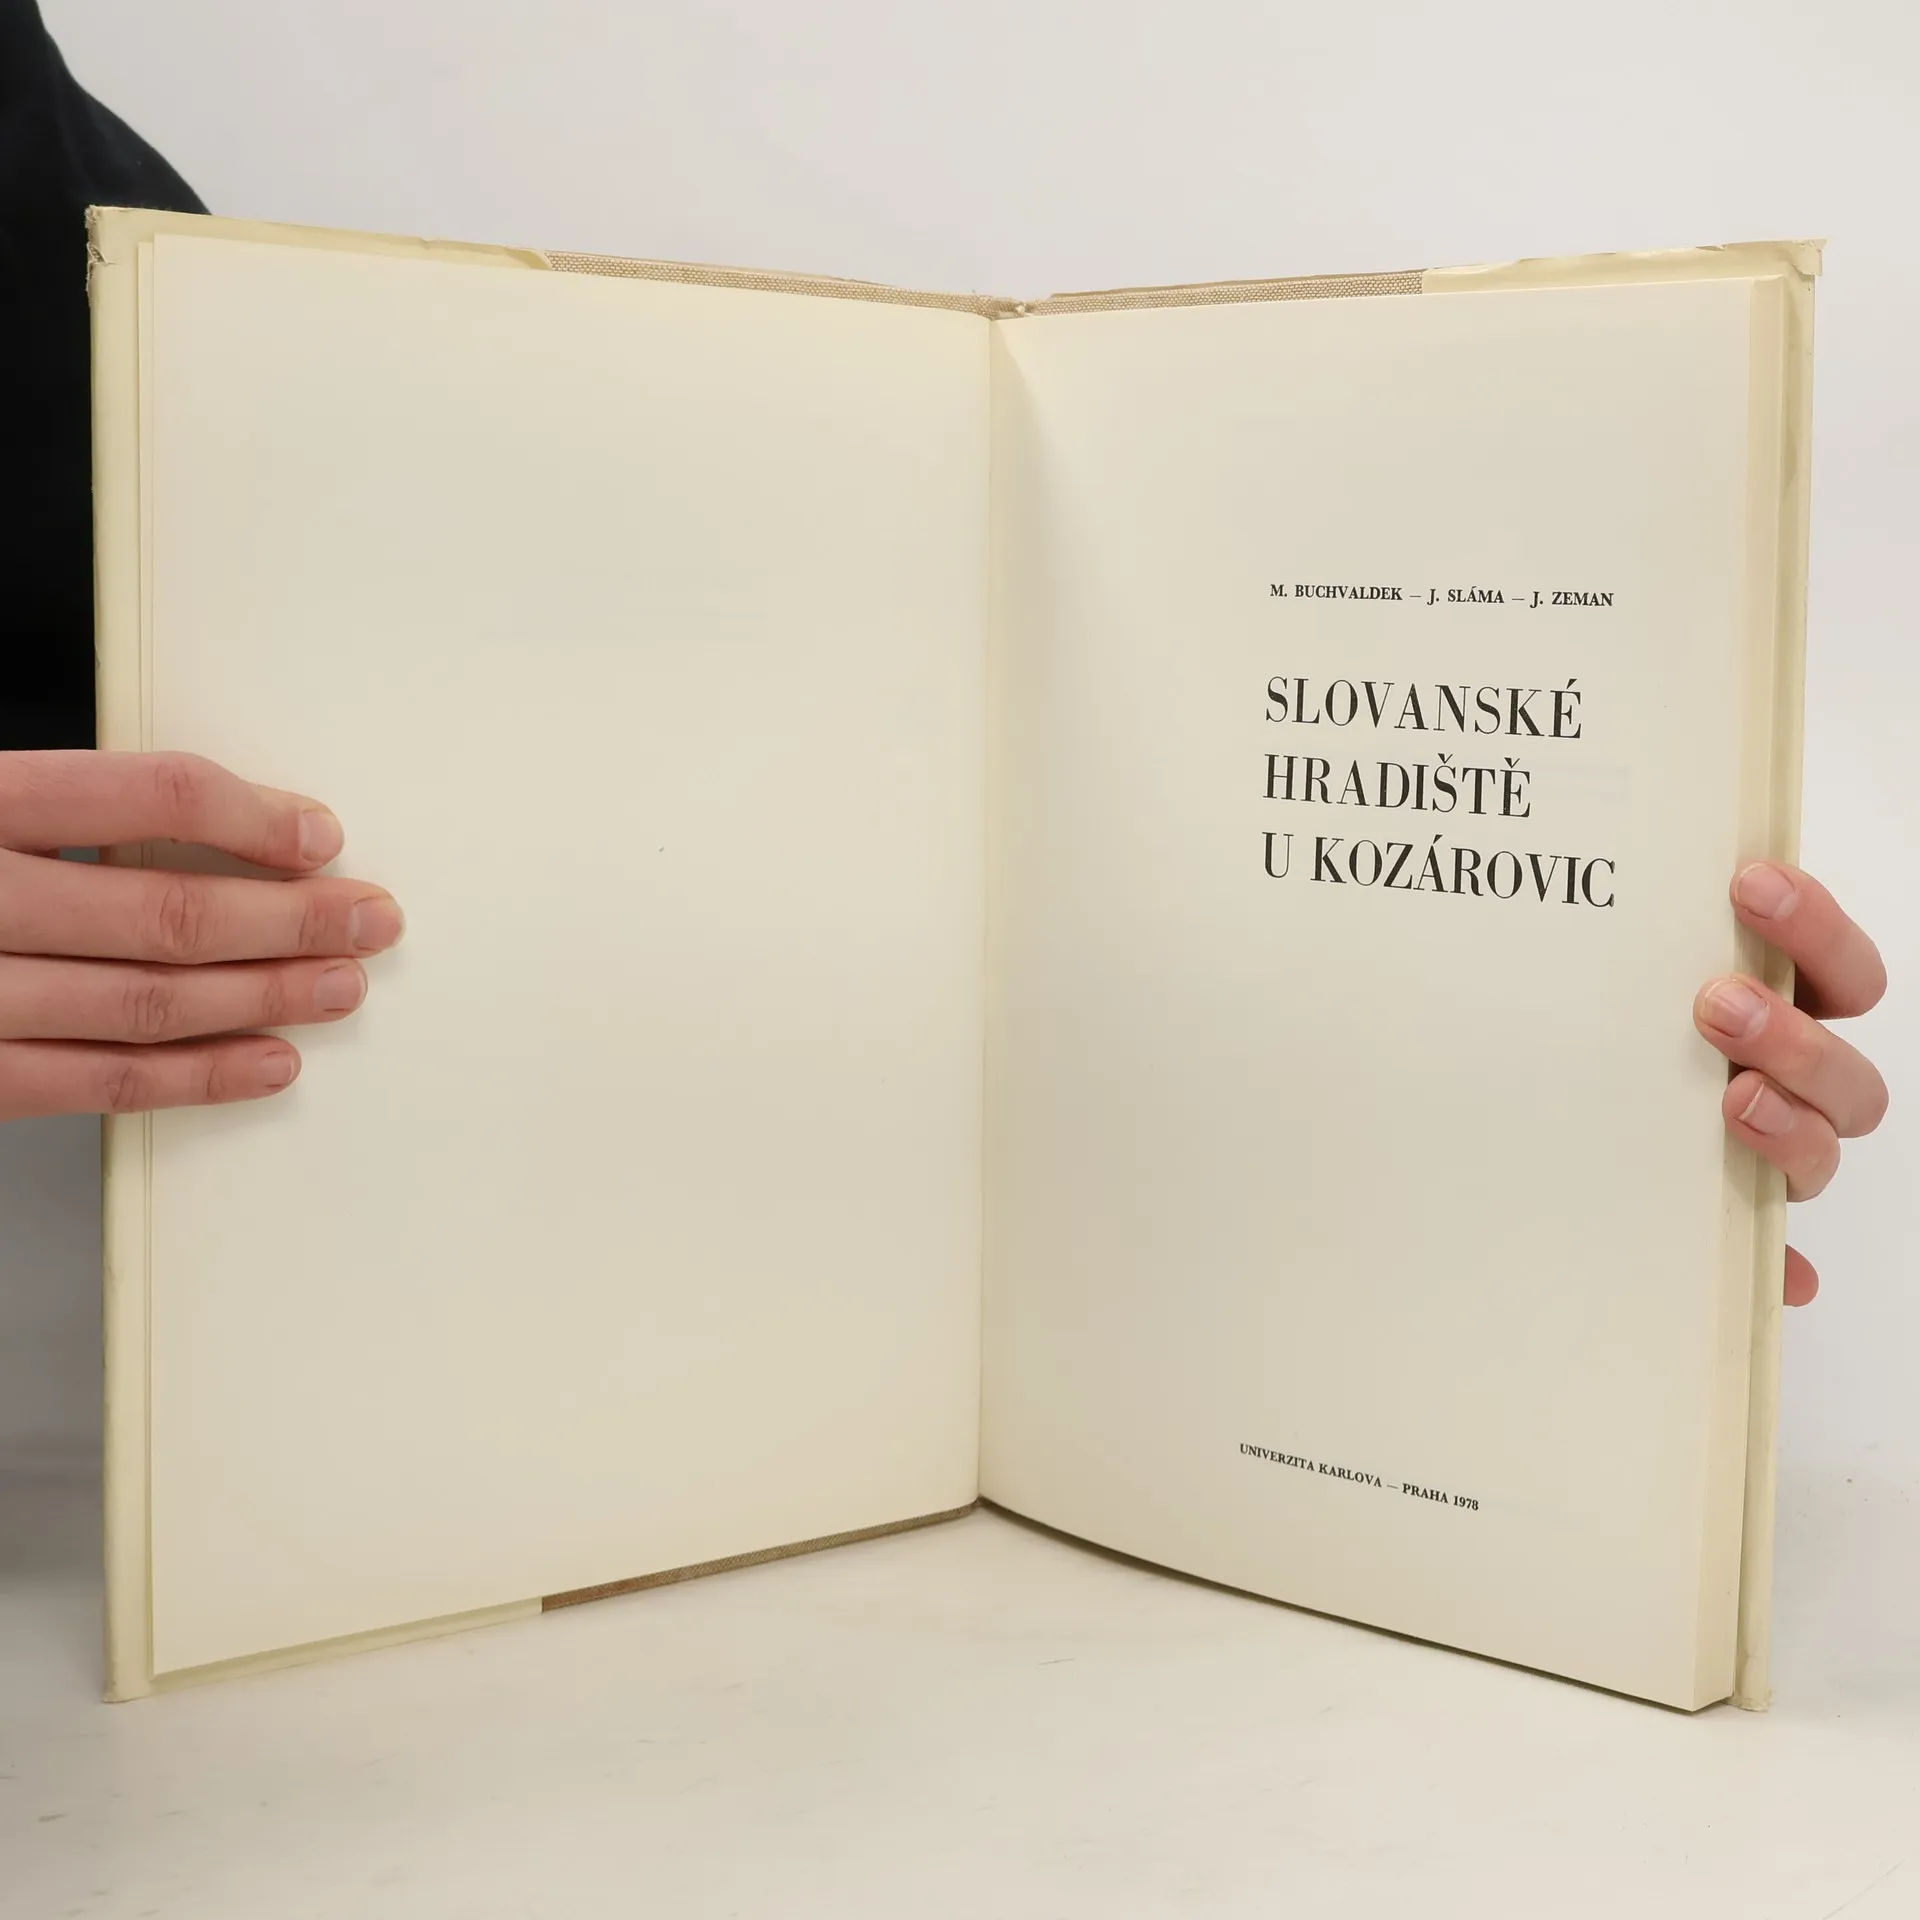 M. BUCHVALDEK — J. SLÁMA — J. ZEMAN
SLOVANSKÉ
HRADIŠTĚ
U KOZÁROVIC
UNIVERZITA KARLOVA — PRAHA 1978